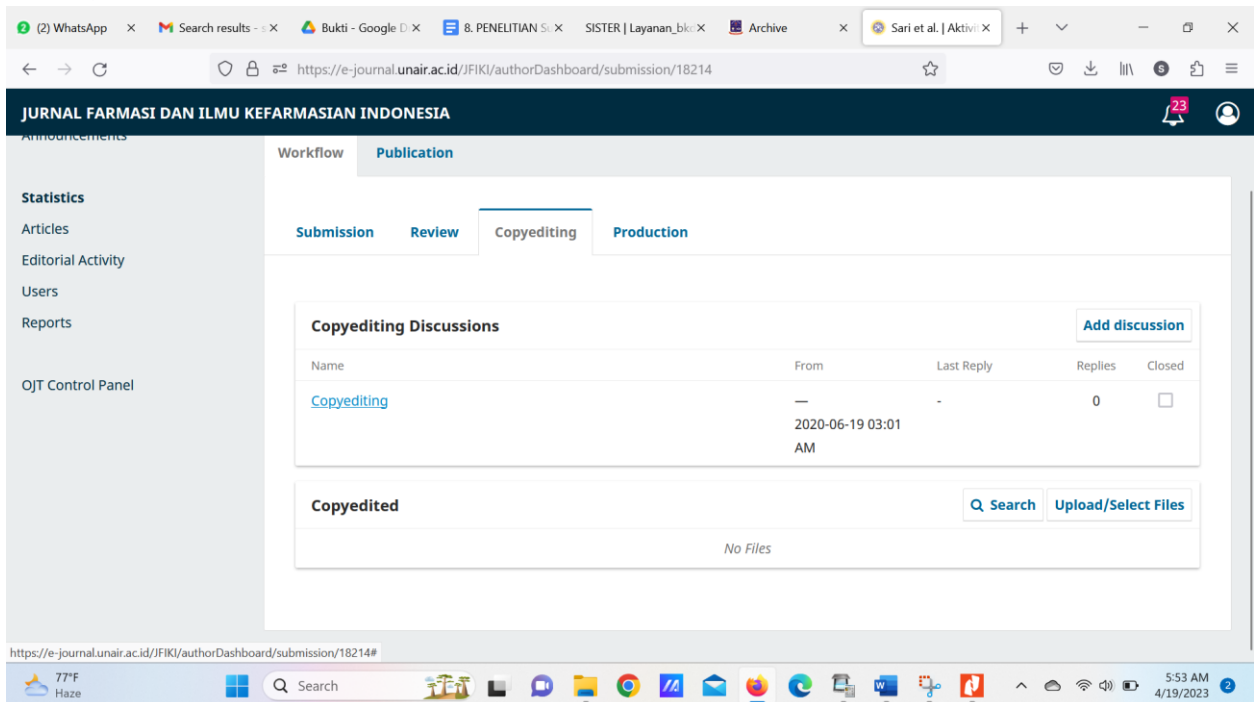 2 (2) WhatsApp × M Search results - s × Bukti - Google D × 8. PENELITIAN Su × SISTER | Layanan_bkd × Archive × Sari et al. | Aktivit × +
https://e-journal.unair.ac.id/JFIKI/authorDashboard/submission/18214 S
JURNAL FARMASI DAN ILMU KEFARMASIAN INDONESIA 23
Announcements
Workflow Publication
Statistics
Articles
Submission Review Copyediting Production
Editorial Activity
Users
Reports
Copyediting Discussions Add discussion
Name From Last Reply Replies Closed
OJT Control Panel
Copyediting — - 0
2020-06-19 03:01
AM
Copyedited Search Upload/Select Files
No Files
https://e-journal.unair.ac.id/JFIKI/authorDashboard/submission/18214#
77°F
Haze
Search
5:53 AM
4/19/2023
2